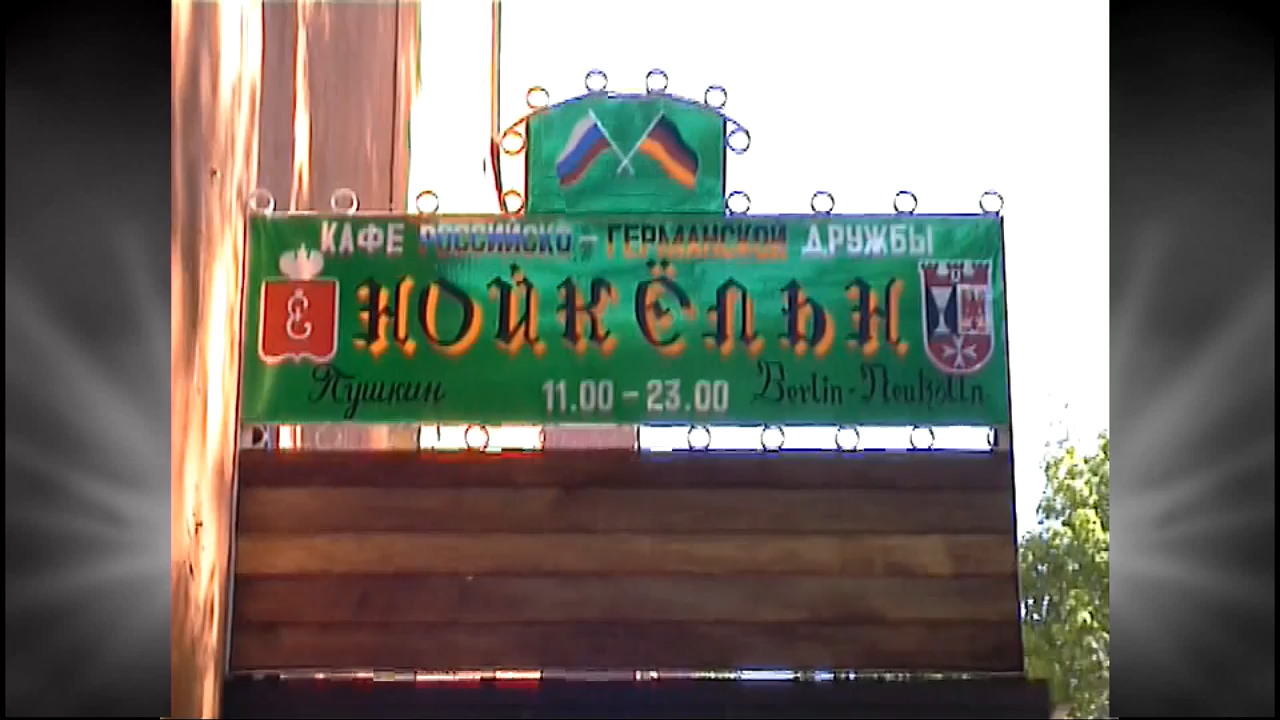 КАФЕ РОССИЙСКО - ГЕРМАНСКОЙ ДРУЖБЫ
НОЙКЁЛЬН
Пушкин 11.00 - 23.00 Berlin-Neukölln